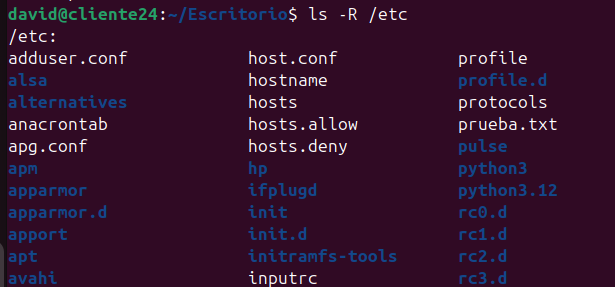 david@cliente24:~/Escritorio$ ls -R /etc
/etc:
adduser.conf host.conf profile
alsa hostname profile.d
alternatives hosts protocols
anacrontab hosts.allow prueba.txt
apg.conf hosts.deny pulse
apm hp python3
apparmor ifplugd python3.12
apparmor.d init rc0.d
apport init.d rc1.d
apt initramfs-tools rc2.d
avahi inputrc rc3.d